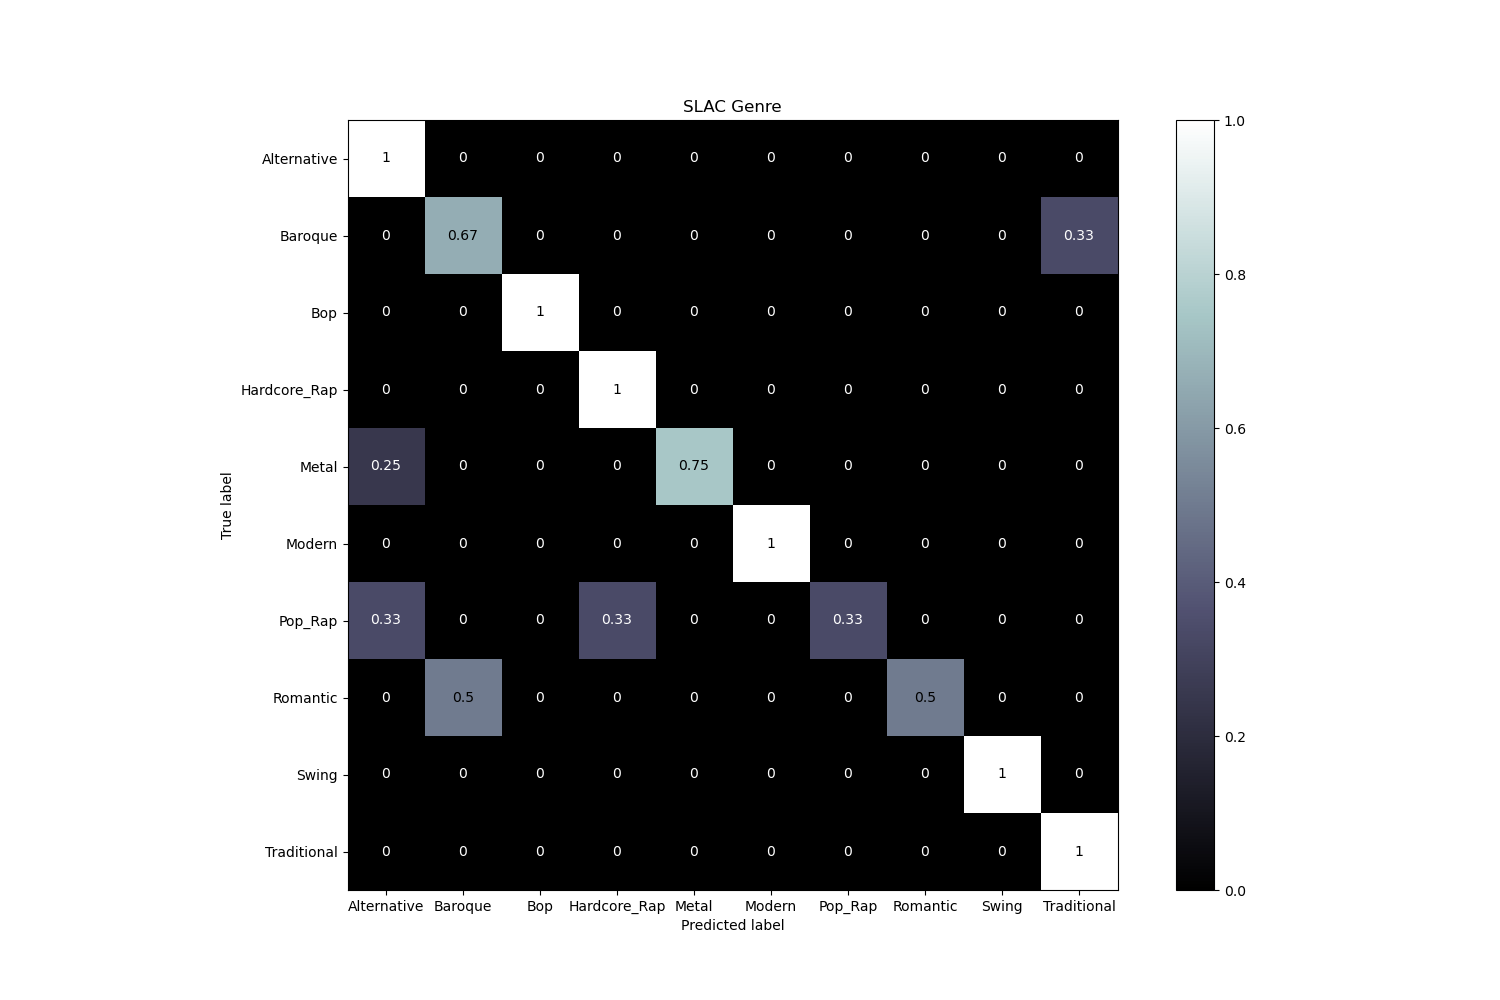 SLAC Genre
Alternative 1 0 0 0 0 0 0 0 0 0
Baroque 0 0.67 0 0 0 0 0 0 0 0.33
Bop 0 0 1 0 0 0 0 0 0 0
Hardcore_Rap 0 0 0 1 0 0 0 0 0 0
Metal 0.25 0 0 0 0.75 0 0 0 0 0
Modern 0 0 0 0 0 1 0 0 0 0
Pop_Rap 0.33 0 0 0.33 0 0 0.33 0 0 0
Romantic 0 0.5 0 0 0 0 0 0.5 0 0
Swing 0 0 0 0 0 0 0 0 1 0
Traditional 0 0 0 0 0 0 0 0 0 1
Alternative Baroque Bop Hardcore_Rap Metal Modern Pop_Rap Romantic Swing Traditional
Predicted label
True label
1.0
0.8
0.6
0.4
0.2
0.0